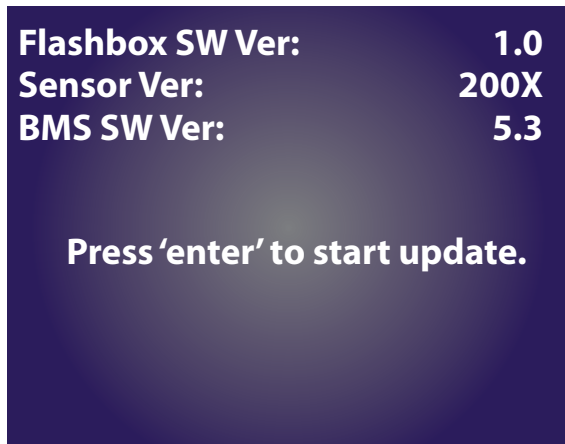 Flashbox SW Ver: 1.0
Sensor Ver: 200X
BMS SW Ver: 5.3
Press ‘enter’ to start update.